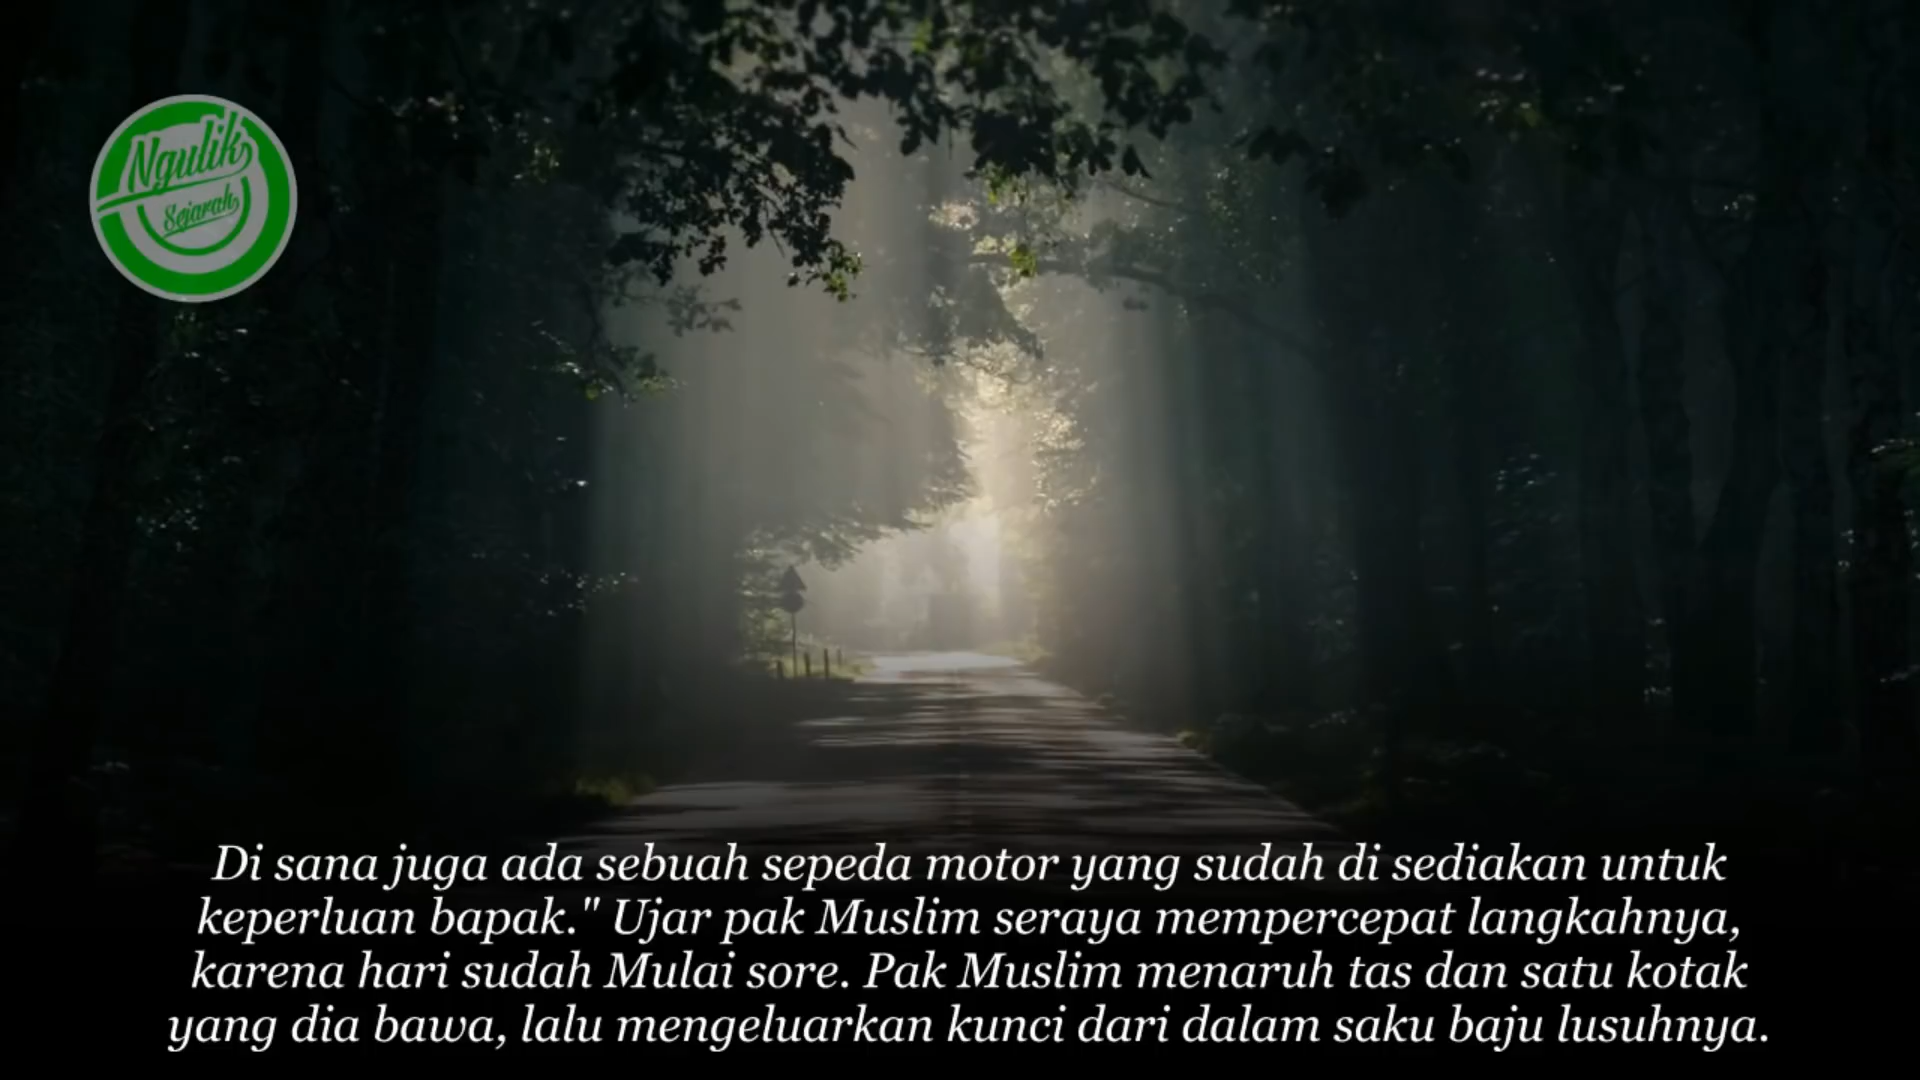 Ngulik
Sejarah
Di sana juga ada sebuah sepeda motor yang sudah di sediakan untuk
keperluan bapak." Ujar pak Muslim seraya mempercepat langkahnya,
karena hari sudah Mulai sore. Pak Muslim menaruh tas dan satu kotak
yang dia bawa, lalu mengeluarkan kunci dari dalam saku baju lusuhnya.